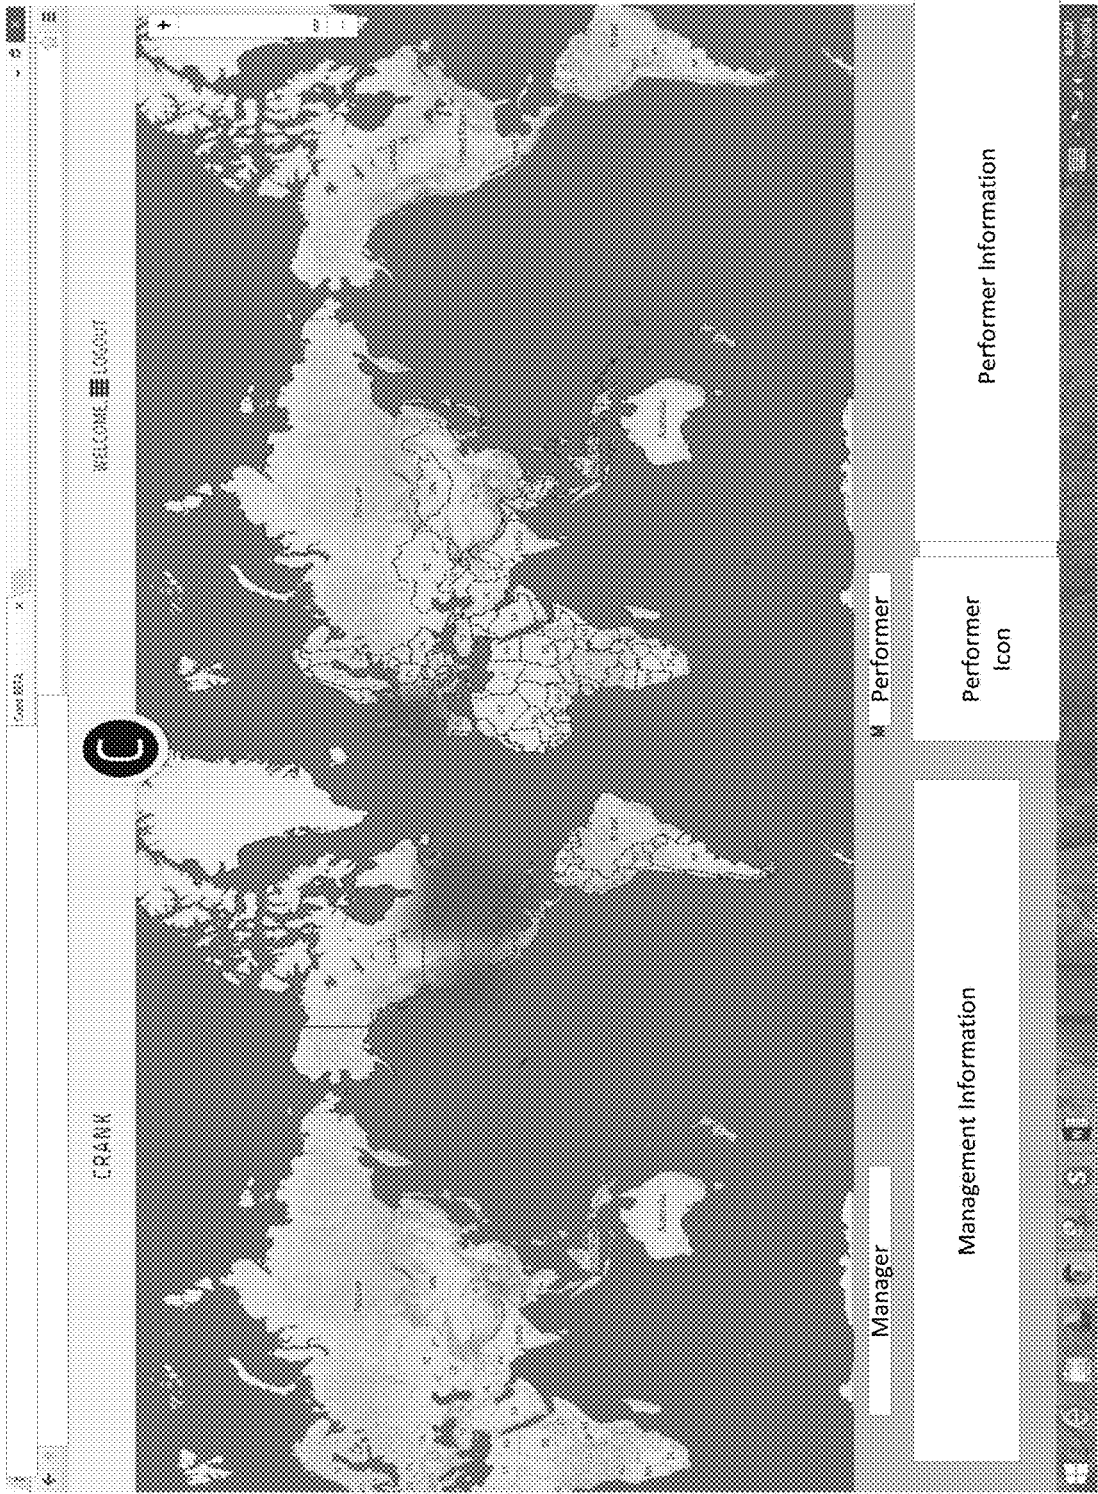 CRANK
C
WELCOME
LOGOUT
Manager
M
Performer
Management Information
Performer
Icon
Performer Information